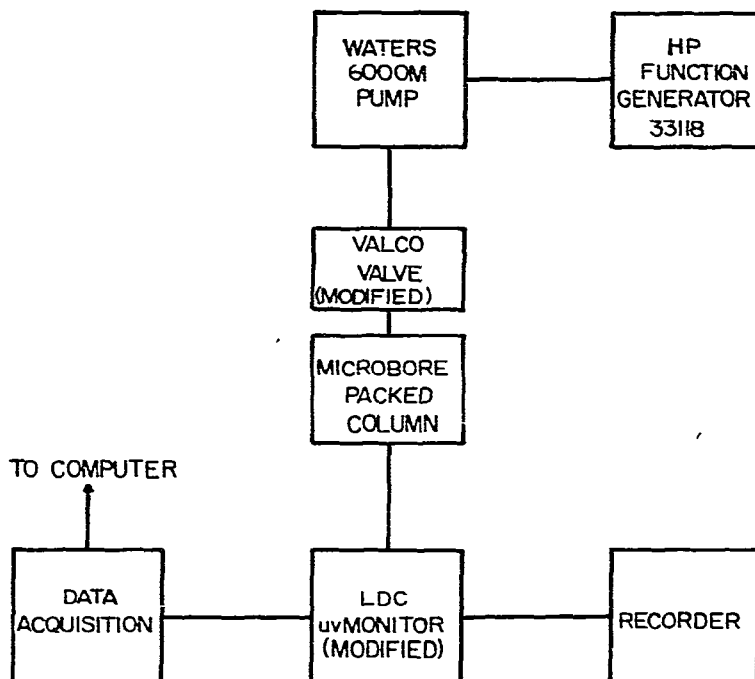 WATERS
6000M
PUMP
HP
FUNCTION
GENERATOR
33118
VALCO
VALVE
(MODIFIED)
MICROBORE
PACKED
COLUMN
TO COMPUTER
DATA
ACQUISITION
LDC
uvMONITOR
(MODIFIED)
RECORDER